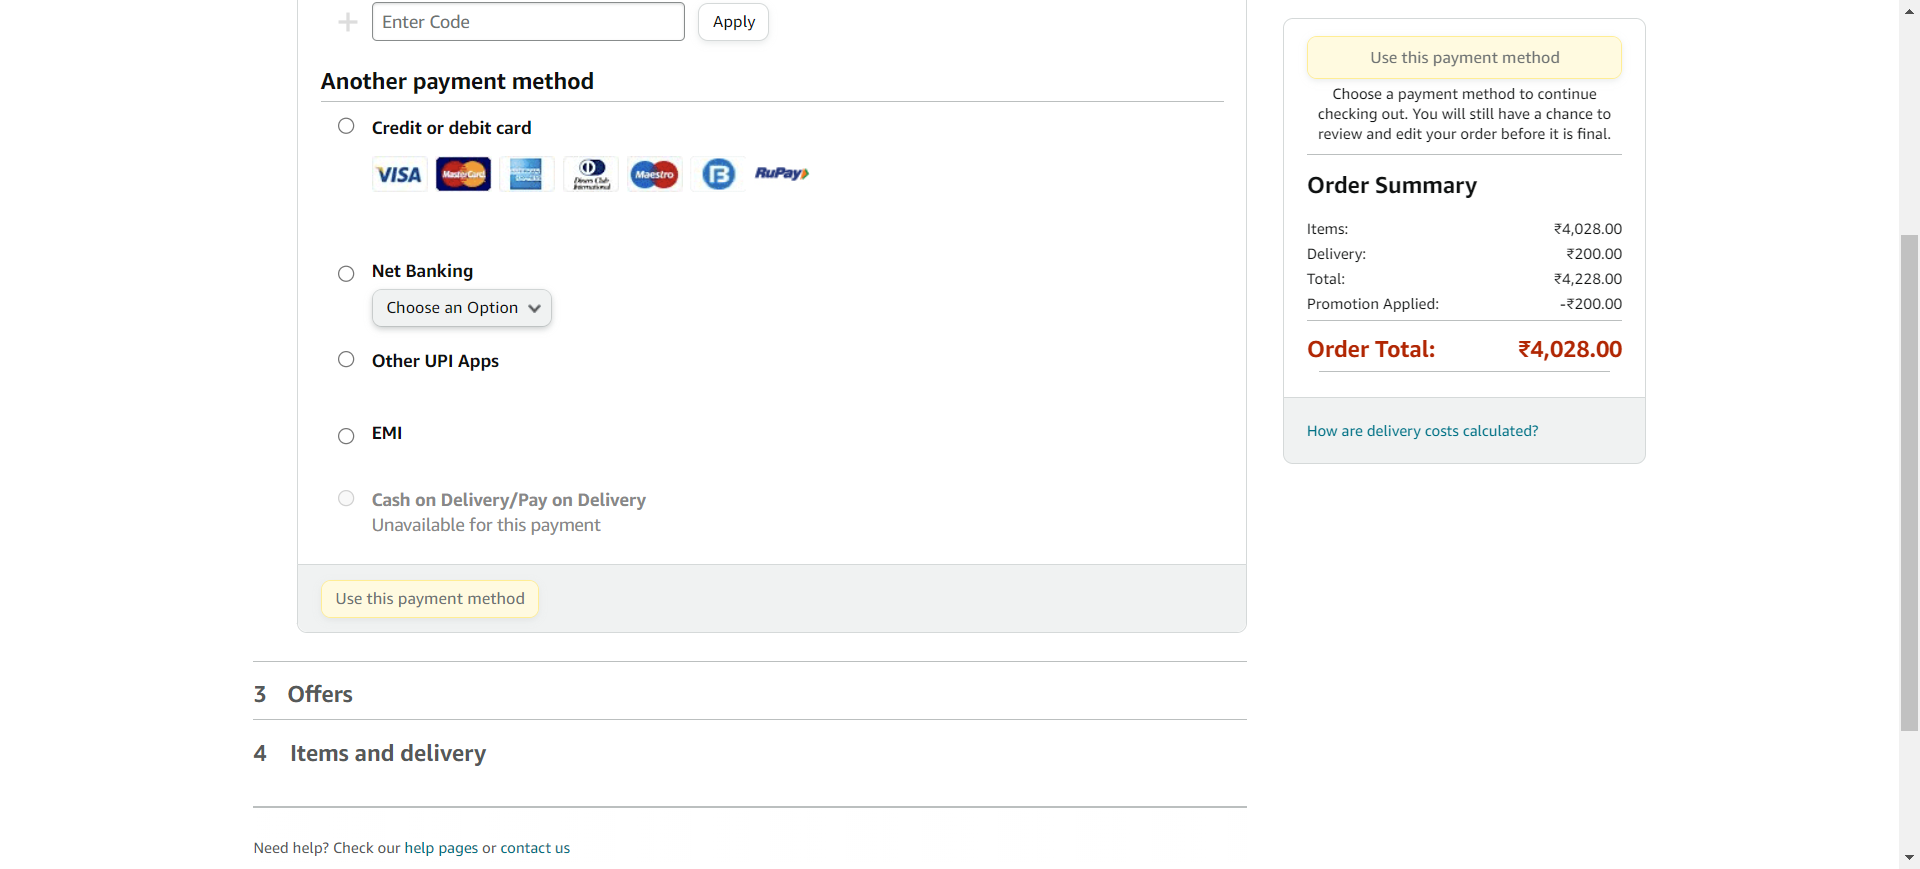 Enter Code
Apply
Another payment method
Credit or debit card
VISA
MasterCard
AMERICAN EXPRESS
Diners Club International
Maestro
B
RuPay
Net Banking
Choose an Option
Other UPI Apps
EMI
Cash on Delivery/Pay on Delivery
Unavailable for this payment
Use this payment method
3 Offers
4 Items and delivery
Need help? Check our help pages or contact us
Use this payment method
Choose a payment method to continue
checking out. You will still have a chance to
review and edit your order before it is final.
Order Summary
Items: ₹4,028.00
Delivery: ₹200.00
Total: ₹4,228.00
Promotion Applied: -₹200.00
Order Total: ₹4,028.00
How are delivery costs calculated?